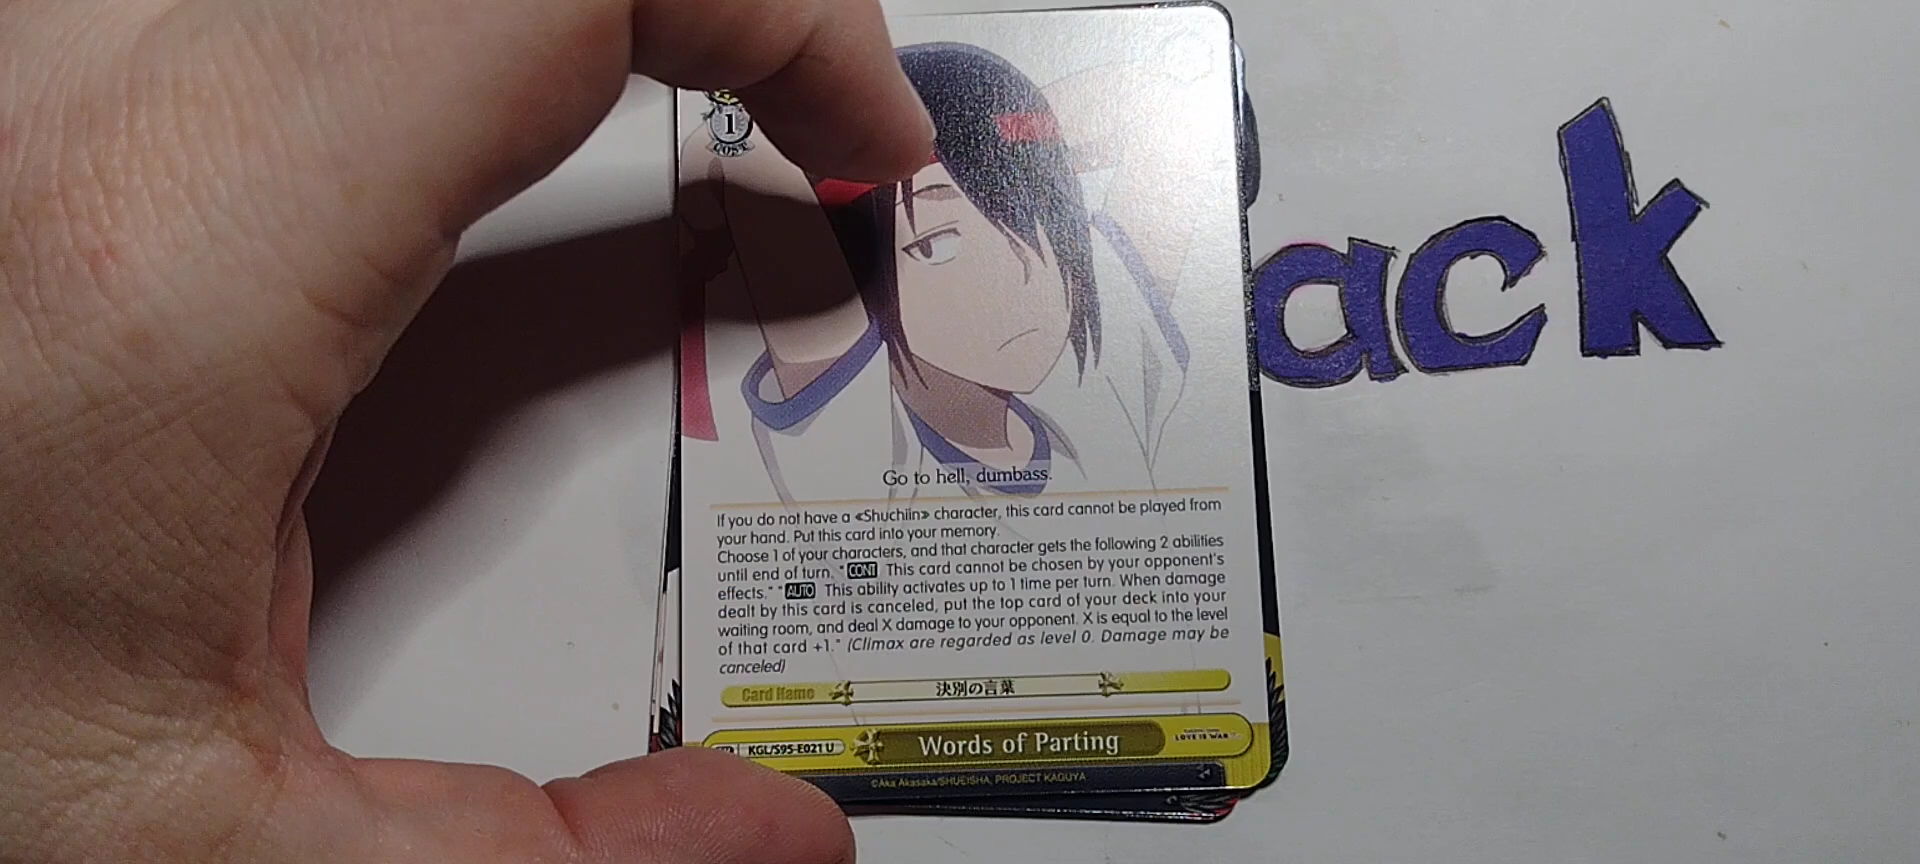 1
COST
ack
Go to hell, dumbass.
If you do not have a «Shuchiin» character, this card cannot be played from
your hand. Put this card into your memory.
Choose 1 of your characters, and that character gets the following 2 abilities
until end of turn. "CONT This card cannot be chosen by your opponent's
effects." "AUTO This ability activates up to 1 time per turn. When damage
dealt by this card is canceled, put the top card of your deck into your
waiting room, and deal X damage to your opponent. X is equal to the level
of that card +1." (Climax are regarded as level 0. Damage may be
canceled)
Card Name 決別の言葉
KGL/S95-E021 U Words of Parting LOVE IS WAR
©Aka Akasaka/SHUEISHA, PROJECT KAGUYA